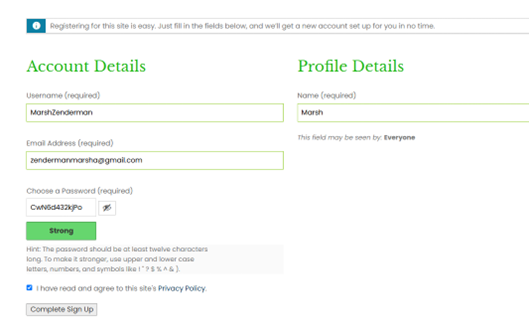 Registering for this site is easy. Just fill in the fields below, and we'll get a new account set up for you in no time.
Account Details
Username (required)
MarshZenderman
Email Address (required)
zendermanmarsha@gmail.com
Choose a Password (required)
CwN6d432kjPo
Strong
Hint: The password should be at least twelve characters
long. To make it stronger, use upper and lower case
letters, numbers, and symbols like ! " ? $ % ^ & ).
I have read and agree to this site's Privacy Policy.
Complete Sign Up
Profile Details
Name (required)
Marsh
This field may be seen by: Everyone